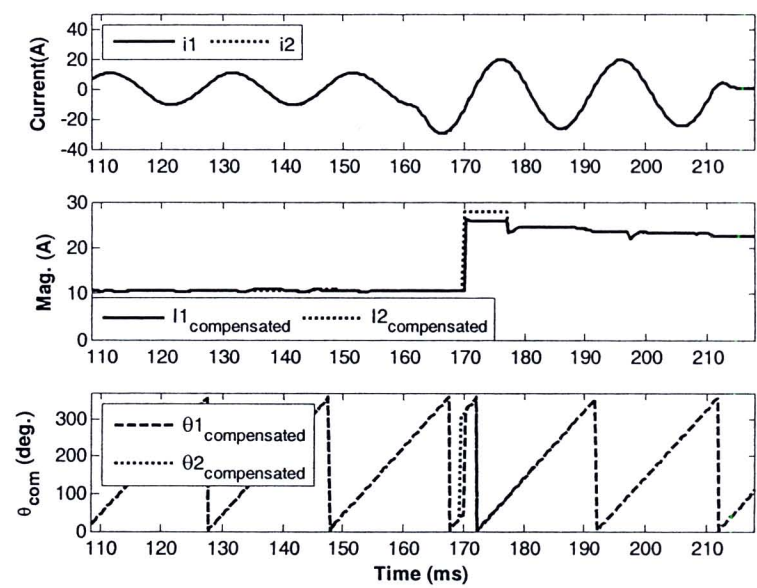 Current(A)
40
20
0
-20
-40
i1 i2
110 120 130 140 150 160 170 180 190 200 210
Mag. (A)
30
20
10
0
I1compensated I2compensated
110 120 130 140 150 160 170 180 190 200 210
θcom (deg.)
300
200
100
0
θ1compensated
θ2compensated
110 120 130 140 150 160 170 180 190 200 210
Time (ms)